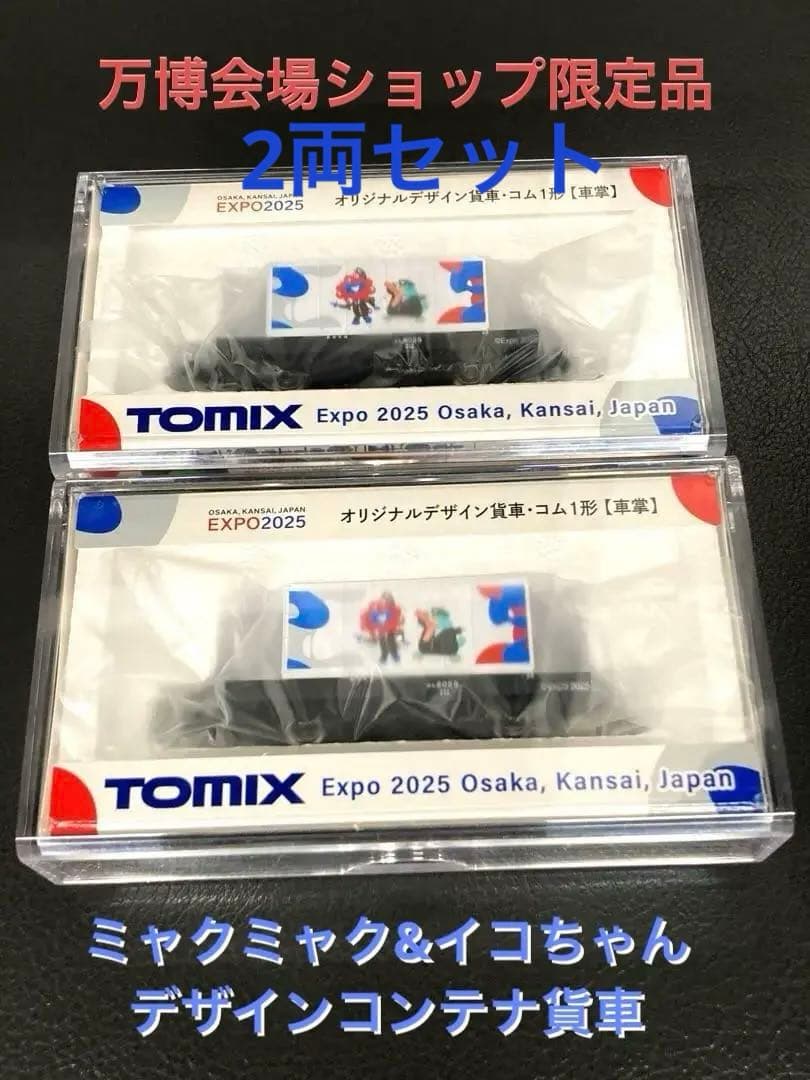 万博会場ショップ限定品
2両セット
OSAKA, KANSAI, JAPAN
EXPO2025
オリジナルデザイン貨車・コム1形【車掌】
TOMIX Expo 2025 Osaka, Kansai, Japan
OSAKA, KANSAI, JAPAN
EXPO2025
オリジナルデザイン貨車・コム1形【車掌】
TOMIX Expo 2025 Osaka, Kansai, Japan
ミャクミャク&イコちゃん
デザインコンテナ貨車